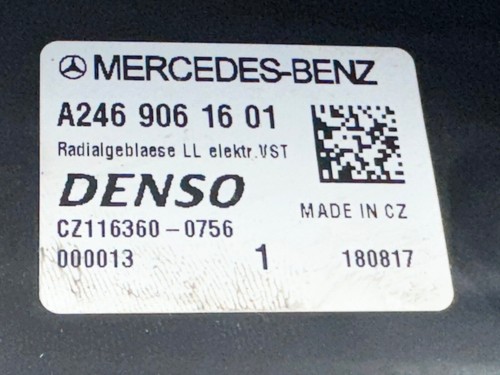 MERCEDES-BENZ
A246 906 16 01
Radialgeblaese LL elektr.VST
DENSO
MADE IN CZ
CZ116360-0756
000013 1 180817